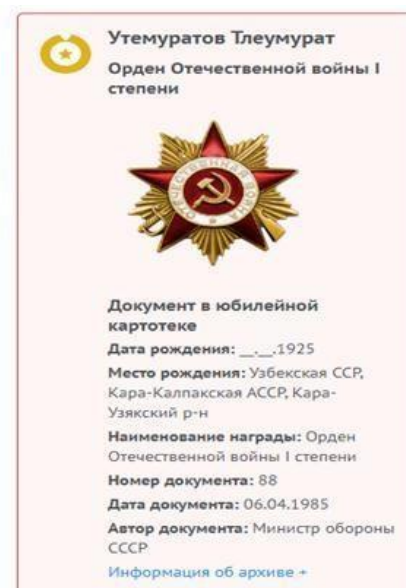 Утемуратов Тлеумурат
Орден Отечественной войны I
степени
ОТЕЧЕСТВЕННАЯ ВОЙНА
Документ в юбилейной
картотеке
Дата рождения: __.__.1925
Место рождения: Узбекская ССР,
Кара-Калпакская АССР, Кара-
Узякский р-н
Наименование награды: Орден
Отечественной войны I степени
Номер документа: 88
Дата документа: 06.04.1985
Автор документа: Министр обороны
СССР
Информация об архиве +